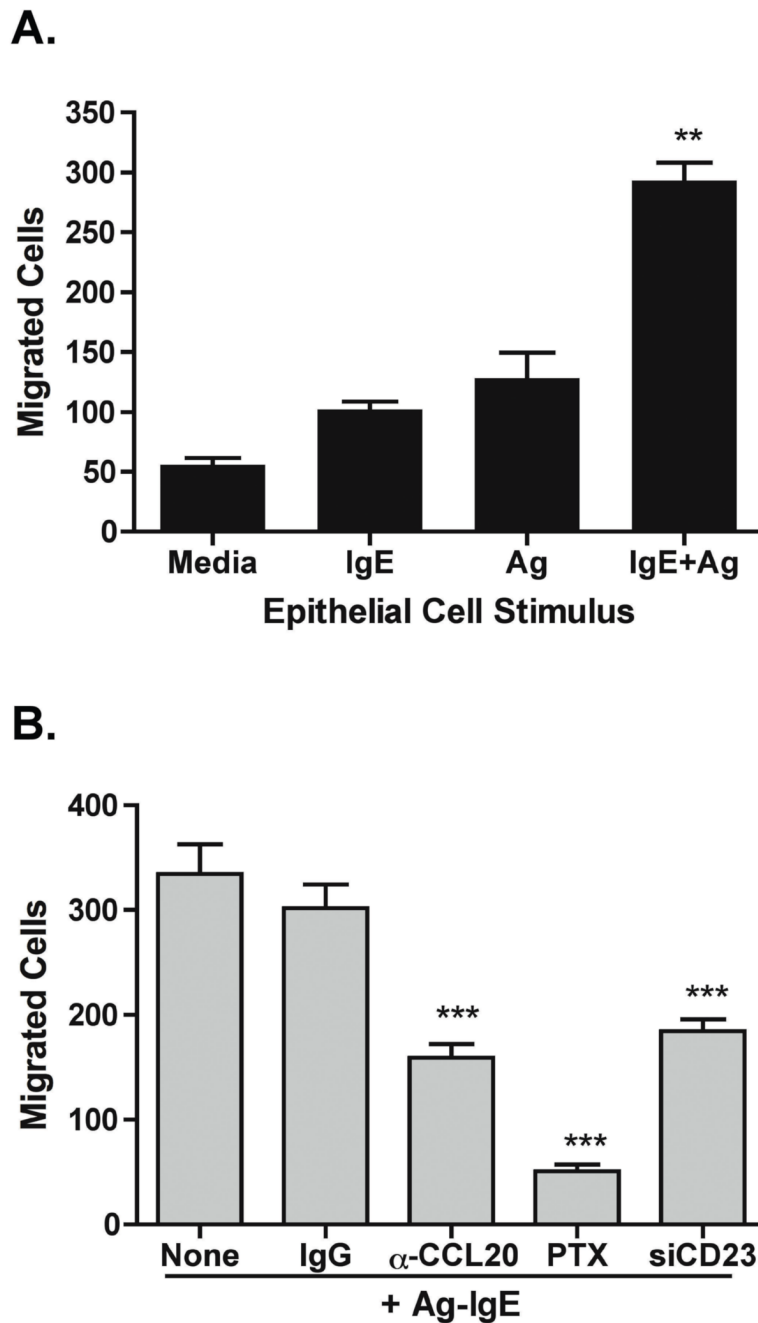 A.
350
300
250
200
150
100
50
0
Migrated Cells
**
Media IgE Ag IgE+Ag
Epithelial Cell Stimulus
B.
400
300
200
100
0
Migrated Cells
***
***
***
None IgG α-CCL20 PTX siCD23
+ Ag-IgE